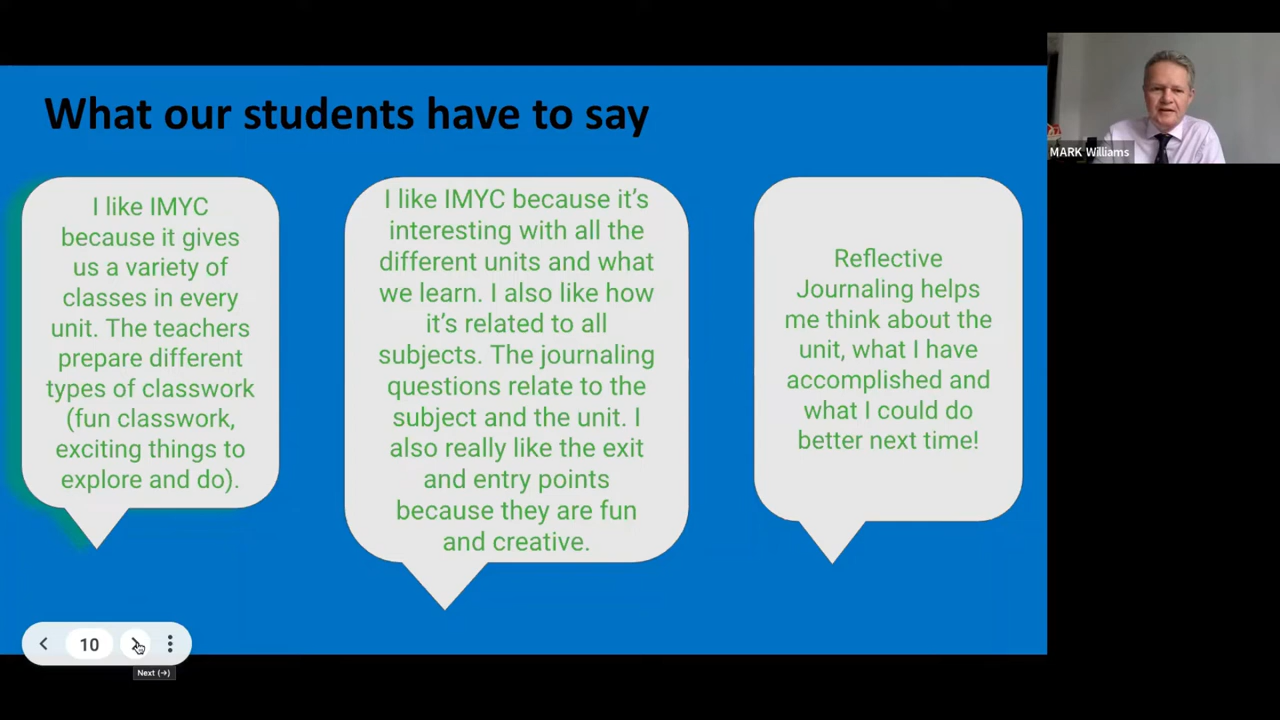 What our students have to say
I like IMYC
because it gives
us a variety of
classes in every
unit. The teachers
prepare different
types of classwork
(fun classwork,
exciting things to
explore and do).
I like IMYC because it’s
interesting with all the
different units and what
we learn. I also like how
it’s related to all
subjects. The journaling
questions relate to the
subject and the unit. I
also really like the exit
and entry points
because they are fun
and creative.
Reflective
Journaling helps
me think about the
unit, what I have
accomplished and
what I could do
better next time!
MARK Williams
10
Next (→)